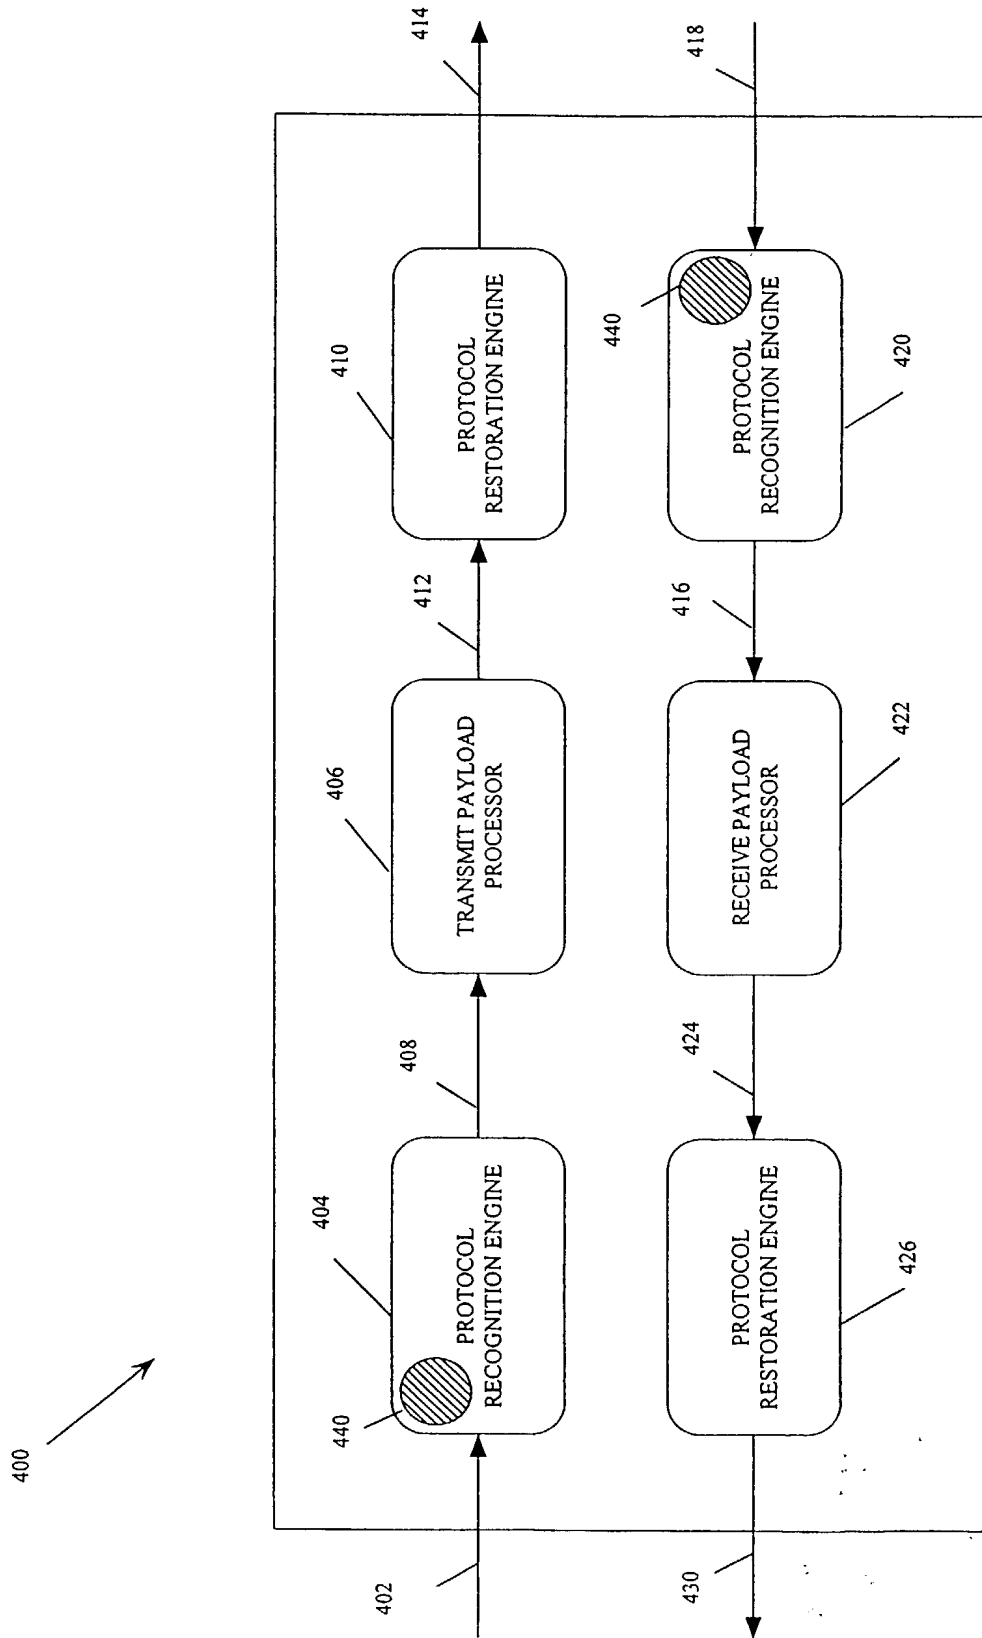 400
402
440
404
PROTOCOL
RECOGNITION ENGINE
408
406
TRANSMIT PAYLOAD
PROCESSOR
412
410
PROTOCOL
RESTORATION ENGINE
414
430
PROTOCOL
RESTORATION ENGINE
426
424
RECEIVE PAYLOAD
PROCESSOR
422
416
440
PROTOCOL
RECOGNITION ENGINE
420
418